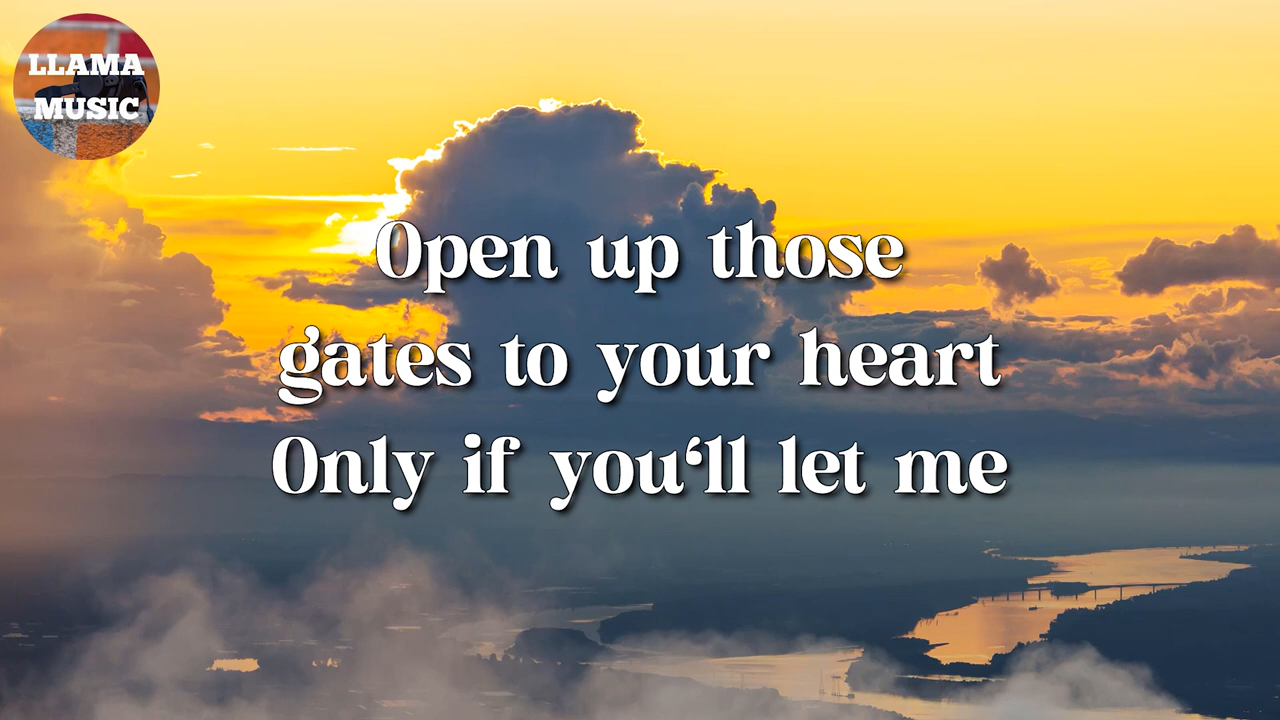 LLAMA
MUSIC
Open up those
gates to your heart
Only if you‘ll let me